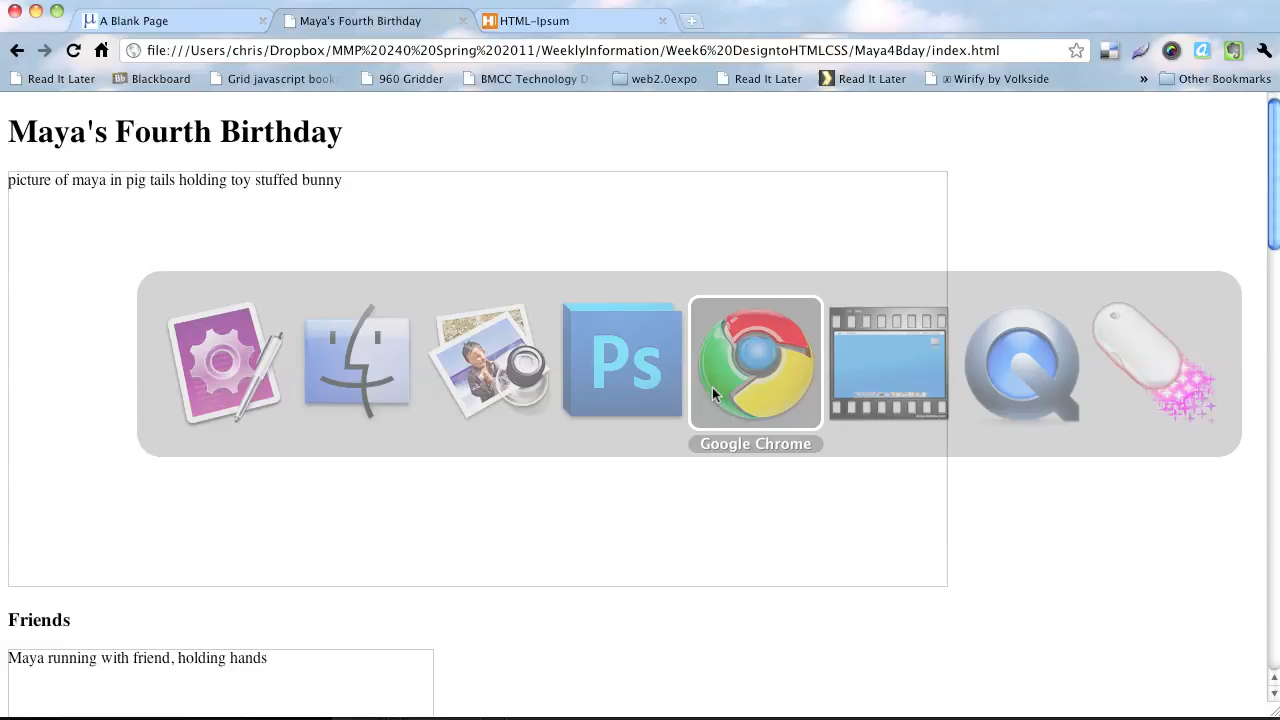 A Blank Page
Maya's Fourth Birthday
HTML-Ipsum
file:///Users/chris/Dropbox/MMP%20240%20Spring%202011/WeeklyInformation/Week6%20DesigntoHTMLCSS/Maya4Bday/index.html
Read It Later
Blackboard
Grid javascript book
960 Gridder
BMCC Technology D
web2.0expo
Read It Later
Read It Later
Wirify by Volkside
»
Other Bookmarks
Maya's Fourth Birthday
picture of maya in pig tails holding toy stuffed bunny
Ps
Google Chrome
Friends
Maya running with friend, holding hands